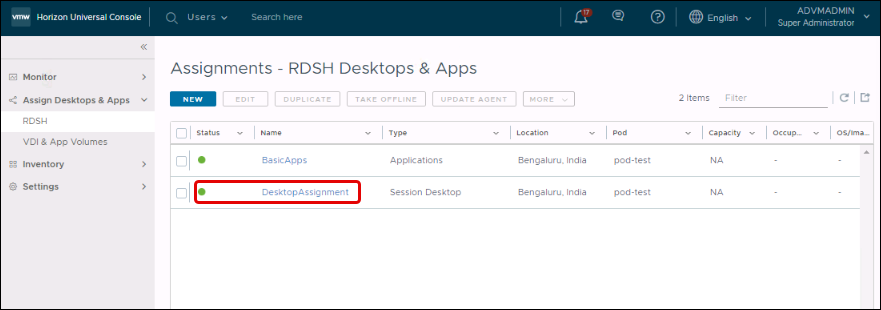 vmw Horizon Universal Console Users Search here 17 English ADVMADMIN
Super Administrator
«
Monitor
Assign Desktops & Apps
RDSH
VDI & App Volumes
Inventory
Settings
Assignments - RDSH Desktops & Apps
NEW EDIT DUPLICATE TAKE OFFLINE UPDATE AGENT MORE 2 Items Filter
Status Name Type Location Pod Capacity Occup... OS/Ima...
BasicApps Applications Bengaluru, India pod-test NA - -
DesktopAssignment Session Desktop Bengaluru, India pod-test NA - -